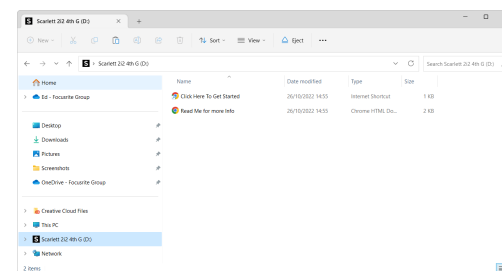 Scarlett 2i2 4th G (D:)
New
Sort
View
Eject
Scarlett 2i2 4th G (D:)
Search Scarlett 2i2 4th G (D:)
Name
Date modified
Type
Size
Home
Ed - Focusrite Group
Click Here To Get Started
26/10/2022 14:55
Internet Shortcut
1 KB
Read Me for more Info
26/10/2022 14:55
Chrome HTML Do...
2 KB
Desktop
Downloads
Pictures
Screenshots
OneDrive - Focusrite Group
Creative Cloud Files
This PC
Scarlett 2i2 4th G (D:)
Network
2 items